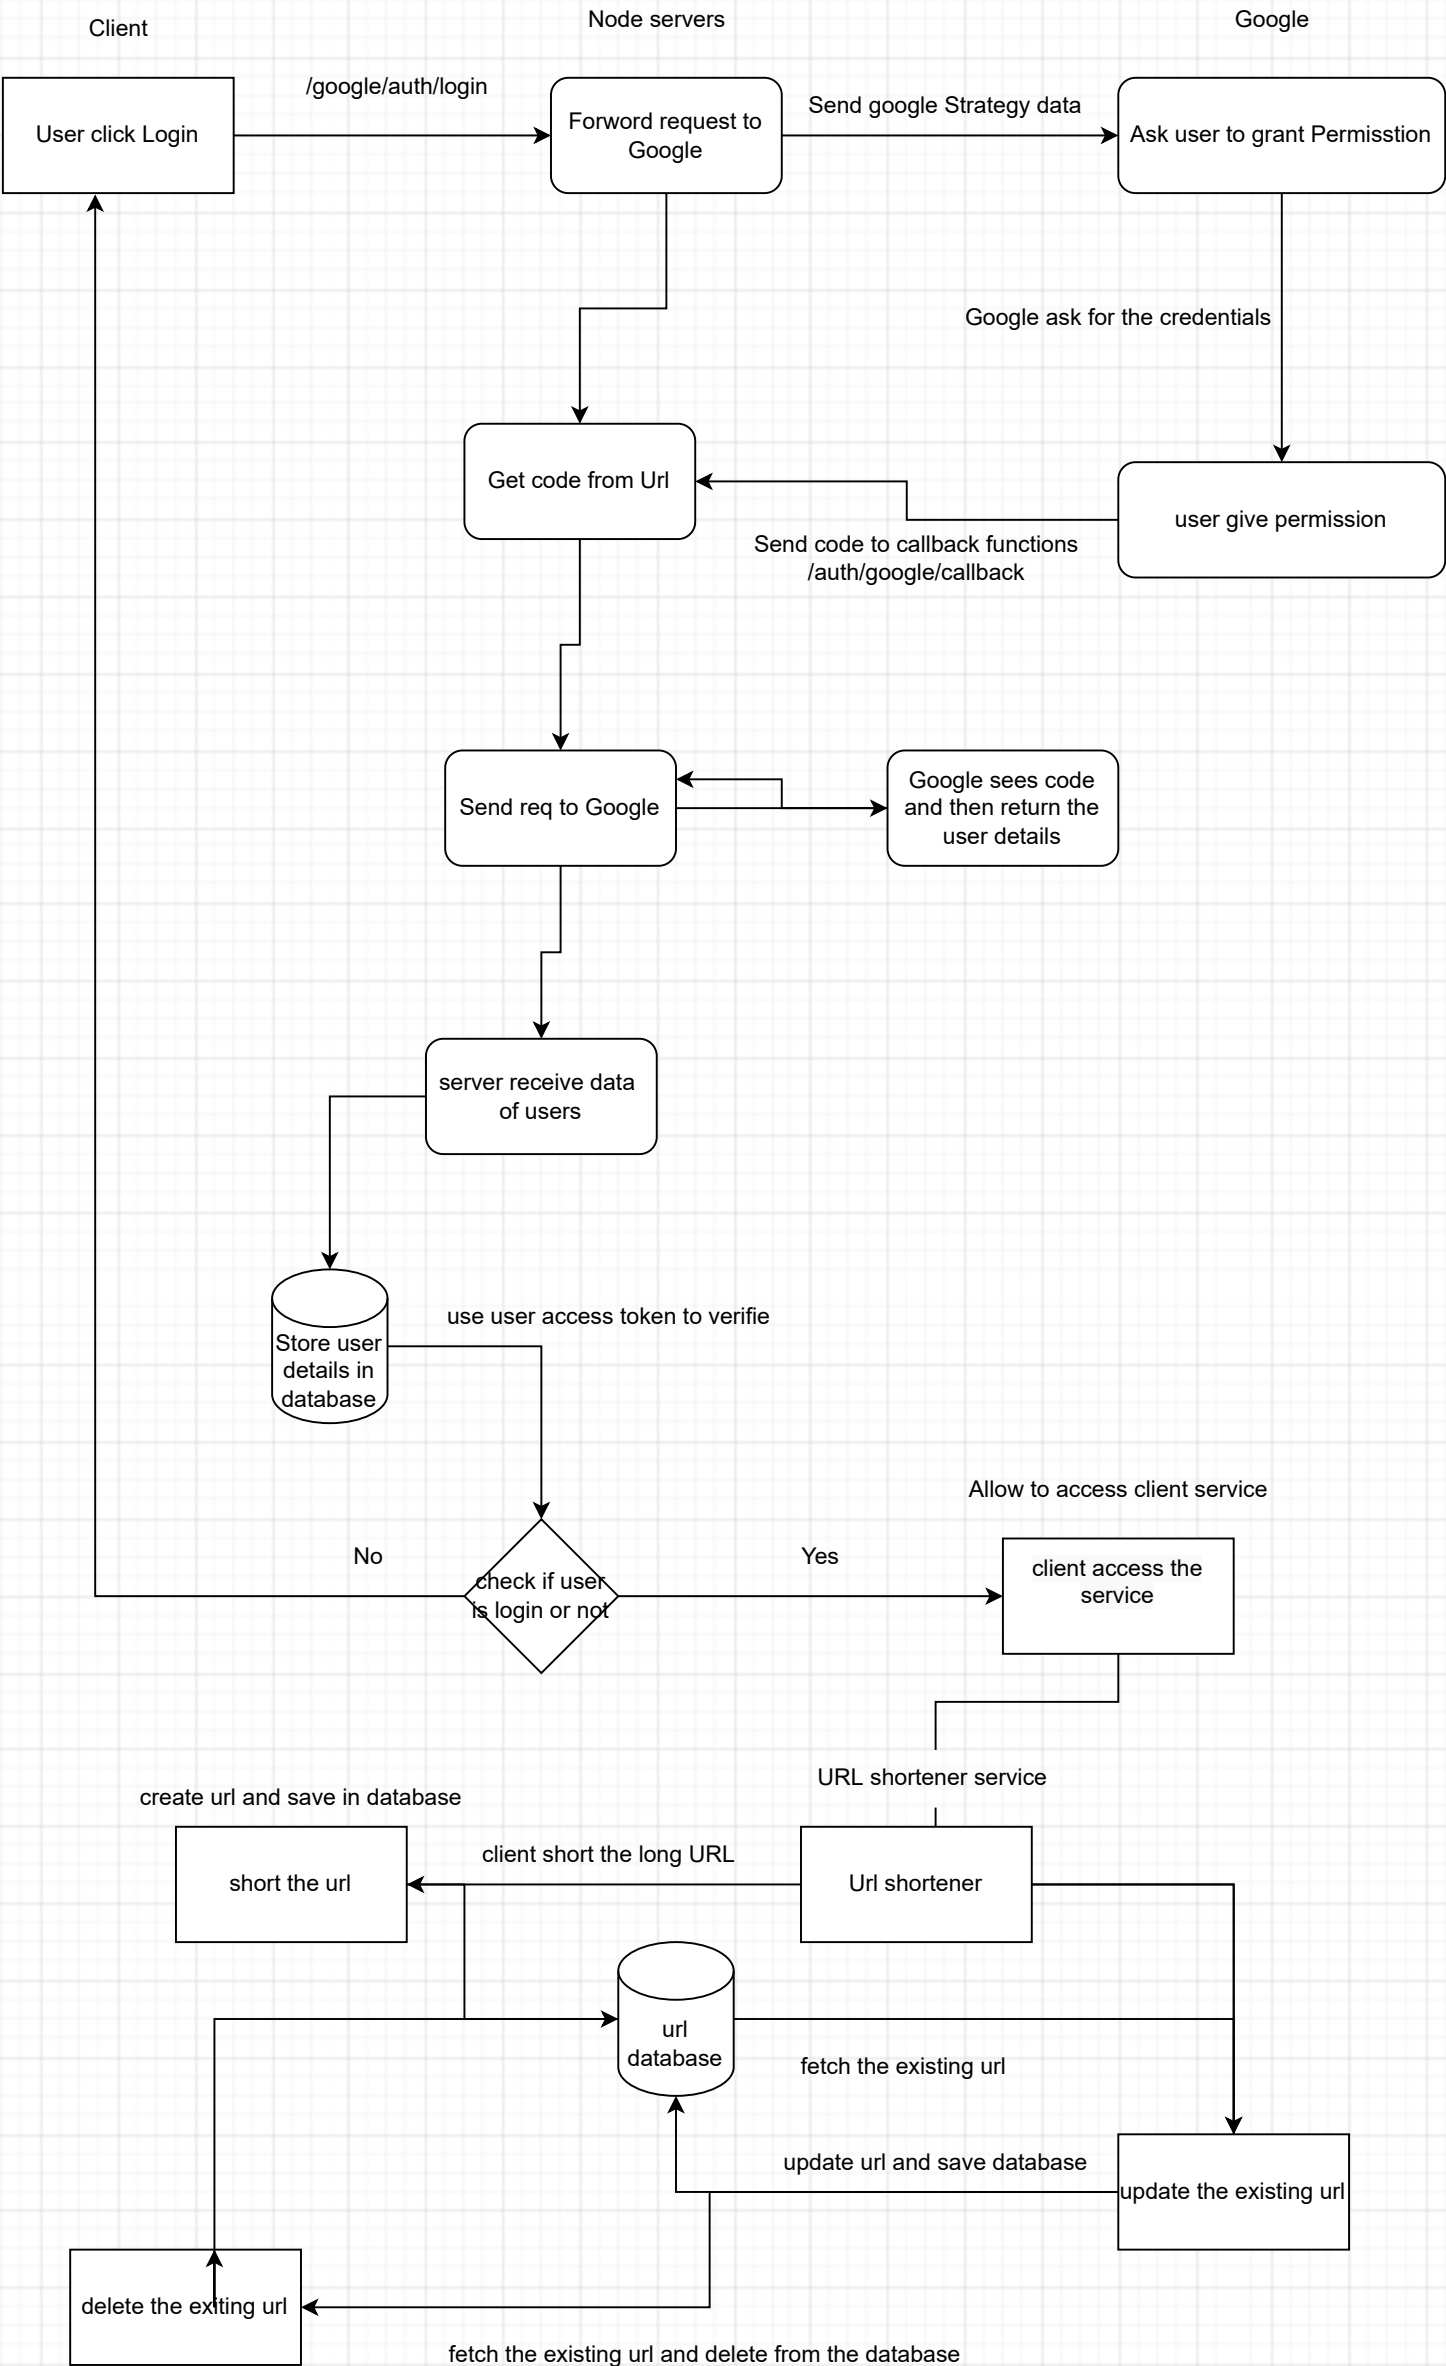 Client
Node servers
Google
/google/auth/login
Send google Strategy data
User click Login
Forword request to
Google
Ask user to grant Permisstion
Google ask for the credentials
Get code from Url
user give permission
Send code to callback functions
/auth/google/callback
Send req to Google
Google sees code
and then return the
user details
server receive data
of users
use user access token to verifie
Store user
details in
database
Allow to access client service
No
Yes
check if user
is login or not
client access the
service
URL shortener service
create url and save in database
client short the long URL
short the url
Url shortener
url
database
fetch the existing url
update url and save database
update the existing url
delete the exiting url
fetch the existing url and delete from the database